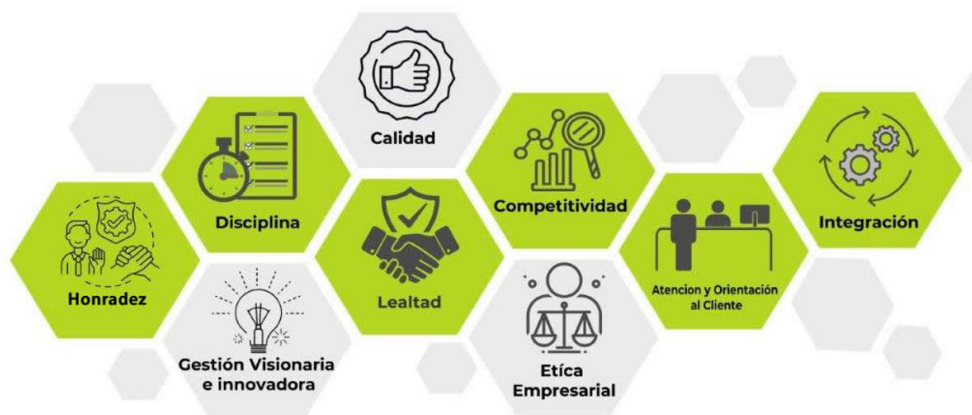 Calidad
Disciplina
Competitividad
Integración
Honradez
Lealtad
Atencion y Orientación
al Cliente
Gestión Visionaria
e innovadora
Etíca
Empresarial